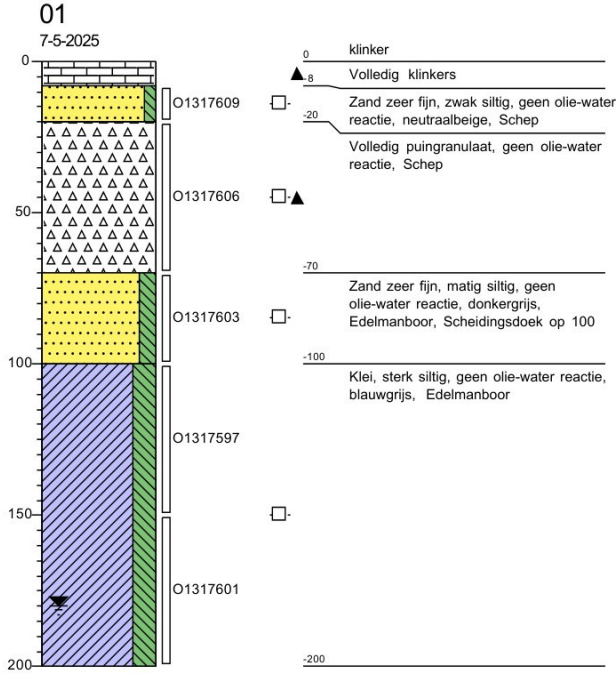 01
7-5-2025
0
50
100
150
200
O1317609
O1317606
O1317603
O1317597
O1317601
0
klinker
-8
Volledig klinkers
Zand zeer fijn, zwak siltig, geen olie-water
reactie, neutraalbeige, Schep
-20
Volledig puingranulaat, geen olie-water
reactie, Schep
-70
Zand zeer fijn, matig siltig, geen
olie-water reactie, donkergrijs,
Edelmanboor, Scheidingsdoek op 100
-100
Klei, sterk siltig, geen olie-water reactie,
blauwgrijs, Edelmanboor
-200